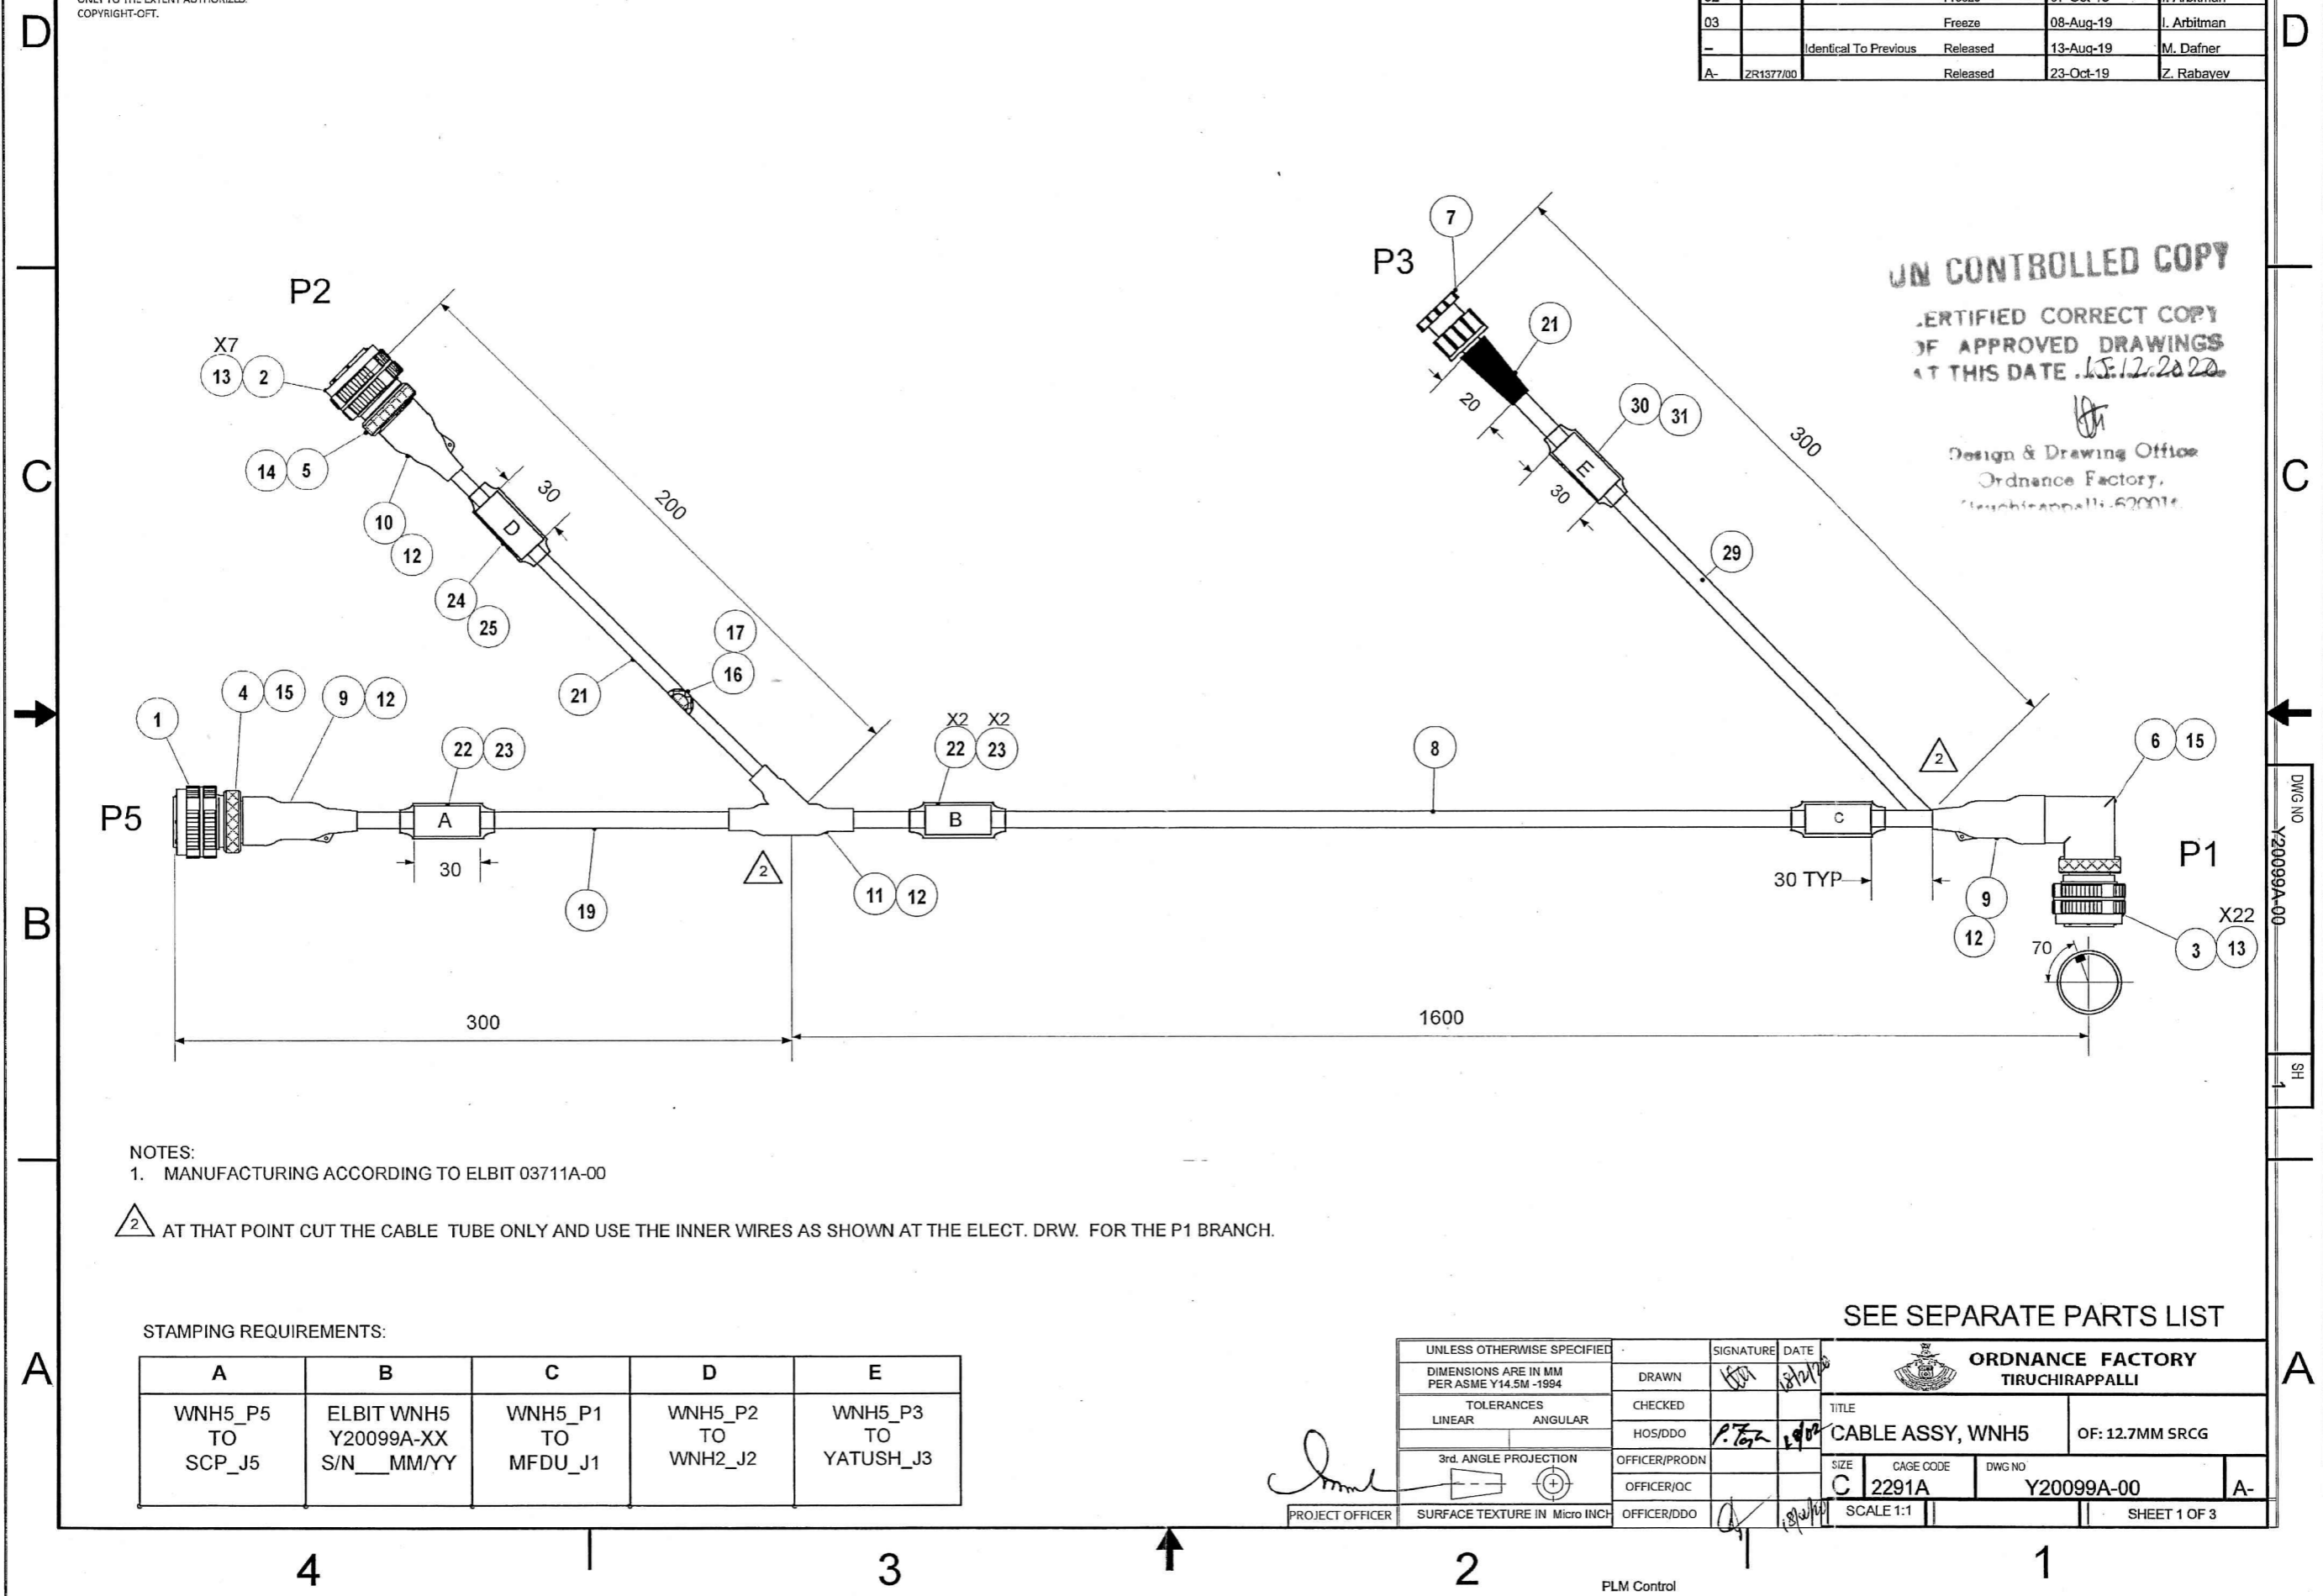 D
COPYRIGHT-OFT.
03 Freeze 08-Aug-19 I. Arbitman
– Identical To Previous Released 13-Aug-19 M. Dafner
A- ZR1377/00 Released 23-Oct-19 Z. Rabayev
D
P2
X7
13 2
14 5
10
12
30
D
24
25
200
17
16
21
P3
7
21
20
30 31
E
30
300
29
UN CONTROLLED COPY
ERTIFIED CORRECT COPY
OF APPROVED DRAWINGS
AT THIS DATE 15.12.2020
Design & Drawing Office
Ordnance Factory,
C
C
4 15
9 12
1
22 23
P5
A
30
19
X2 X2
22 23
B
8
2
11 12
C
30 TYP
2
6 15
P1
9
12
X22
3 13
70
300
1600
B
DWG NO
Y20099A-00
SH
1
NOTES:
1. MANUFACTURING ACCORDING TO ELBIT 03711A-00
2 AT THAT POINT CUT THE CABLE TUBE ONLY AND USE THE INNER WIRES AS SHOWN AT THE ELECT. DRW. FOR THE P1 BRANCH.
STAMPING REQUIREMENTS:
A B C D E
WNH5_P5 ELBIT WNH5 WNH5_P1 WNH5_P2 WNH5_P3
TO Y20099A-XX TO TO TO
SCP_J5 S/N___MM/YY MFDU_J1 WNH2_J2 YATUSH_J3
A
A
SEE SEPARATE PARTS LIST
UNLESS OTHERWISE SPECIFIED
DIMENSIONS ARE IN MM
PER ASME Y14.5M -1994
TOLERANCES
LINEAR ANGULAR
3rd. ANGLE PROJECTION
SURFACE TEXTURE IN Micro INCH
PROJECT OFFICER
SIGNATURE DATE
DRAWN
CHECKED
HOS/DDO
OFFICER/PRODN
OFFICER/QC
OFFICER/DDO
ORDNANCE FACTORY
TIRUCHIRAPPALLI
TITLE
CABLE ASSY, WNH5
OF: 12.7MM SRCG
SIZE CAGE CODE DWG NO
C 2291A Y20099A-00 A-
SCALE 1:1 SHEET 1 OF 3
4 3 2 1
PLM Control